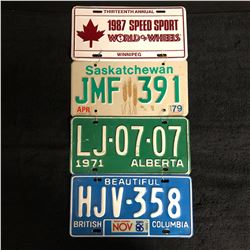 THIRTEENTH ANNUAL
1987 SPEED SPORT
WORLD of WHEELS
WINNIPEG
Saskatchewan
JMF 391
APR 79
LJ-07-07
1971 ALBERTA
BEAUTIFUL
HJV-358
BRITISH NOV 86 COLUMBIA